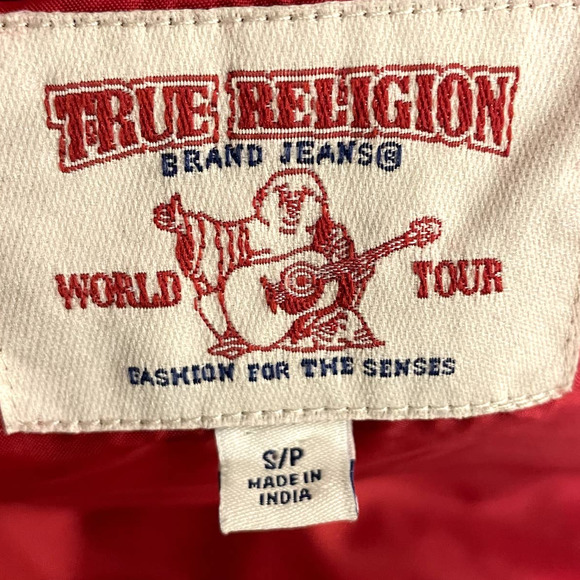 TRUE RELIGION
BRAND JEANS®
WORLD TOUR
FASHION FOR THE SENSES
S/P
MADE IN
INDIA